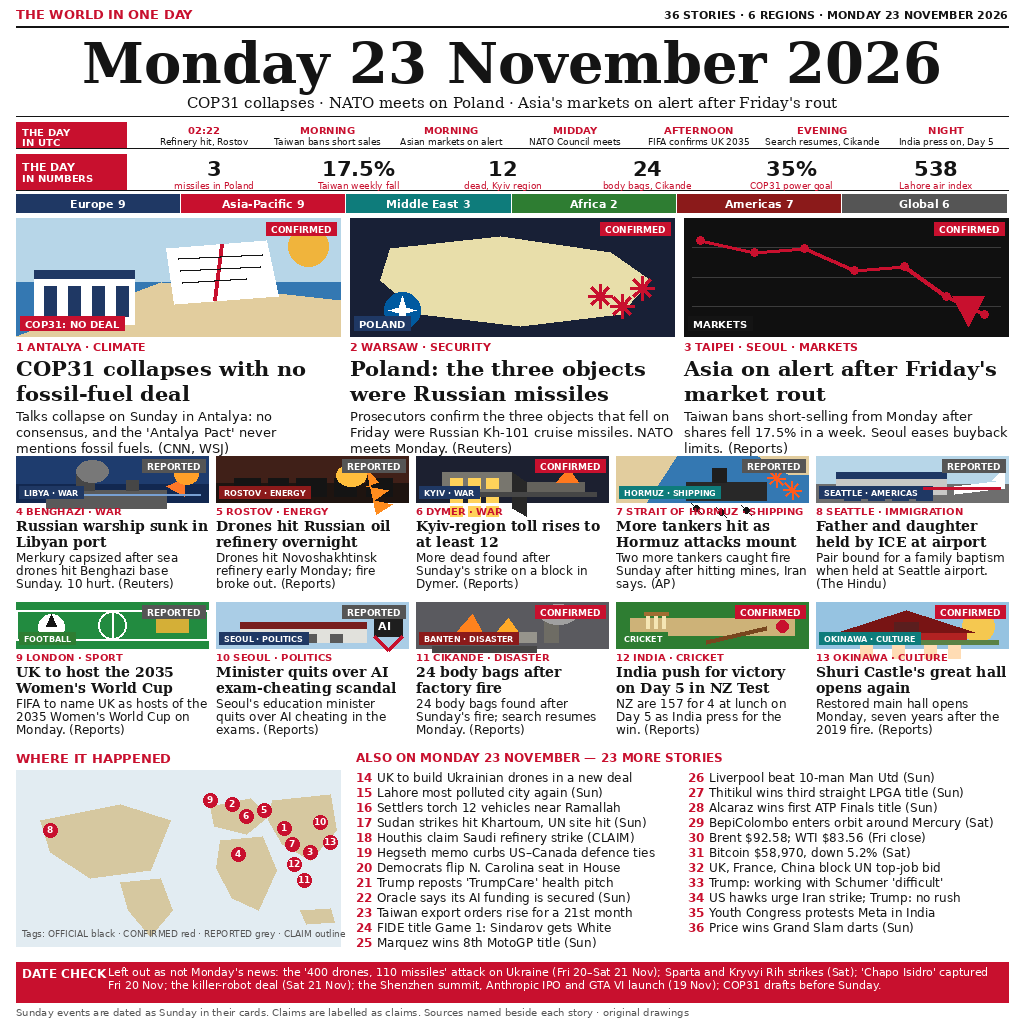 THE WORLD IN ONE DAY
36 STORIES · 6 REGIONS · MONDAY 23 NOVEMBER 2026
Monday 23 November 2026
COP31 collapses · NATO meets on Poland · Asia's markets on alert after Friday's rout
THE DAY
IN UTC
02:22
Refinery hit, Rostov
MORNING
Taiwan bans short sales
MORNING
Asian markets on alert
MIDDAY
NATO Council meets
AFTERNOON
FIFA confirms UK 2035
EVENING
Search resumes, Cikande
NIGHT
India press on, Day 5
THE DAY
IN NUMBERS
3
missiles in Poland
17.5%
Taiwan weekly fall
12
dead, Kyiv region
24
body bags, Cikande
35%
COP31 power goal
538
Lahore air index
Europe 9
Asia-Pacific 9
Middle East 3
Africa 2
Americas 7
Global 6
CONFIRMED
COP31: NO DEAL
1 ANTALYA · CLIMATE
COP31 collapses with no
fossil-fuel deal
Talks collapse on Sunday in Antalya: no
consensus, and the 'Antalya Pact' never
mentions fossil fuels. (CNN, WSJ)
CONFIRMED
POLAND
2 WARSAW · SECURITY
Poland: the three objects
were Russian missiles
Prosecutors confirm the three objects that fell on
Friday were Russian Kh-101 cruise missiles. NATO
meets Monday. (Reuters)
CONFIRMED
MARKETS
3 TAIPEI · SEOUL · MARKETS
Asia on alert after Friday's
market rout
Taiwan bans short-selling from Monday after
shares fell 17.5% in a week. Seoul eases buyback
limits. (Reports)
REPORTED
LIBYA · WAR
4 BENGHAZI · WAR
Russian warship sunk in
Libyan port
Merkury capsized after sea
drones hit Benghazi base
Sunday. 10 hurt. (Reuters)
REPORTED
ROSTOV · ENERGY
5 ROSTOV · ENERGY
Drones hit Russian oil
refinery overnight
Drones hit Novoshakhtinsk
refinery early Monday; fire
broke out. (Reports)
CONFIRMED
KYIV · WAR
6 DYMER · WAR
Kyiv-region toll rises to
at least 12
More dead found after
Sunday's strike on a block in
Dymer. (Reports)
REPORTED
HORMUZ · SHIPPING
7 STRAIT OF HORMUZ · SHIPPING
More tankers hit as
Hormuz attacks mount
Two more tankers caught fire
Sunday after hitting mines, Iran
says. (AP)
REPORTED
SEATTLE · AMERICAS
8 SEATTLE · IMMIGRATION
Father and daughter
held by ICE at airport
Pair bound for a family baptism
when held at Seattle airport.
(The Hindu)
REPORTED
FOOTBALL
9 LONDON · SPORT
UK to host the 2035
Women's World Cup
FIFA to name UK as hosts of the
2035 Women's World Cup on
Monday. (Reports)
REPORTED
AI
SEOUL · POLITICS
10 SEOUL · POLITICS
Minister quits over AI
exam-cheating scandal
Seoul's education minister
quits over AI cheating in the
exams. (Reports)
CONFIRMED
BANTEN · DISASTER
11 CIKANDE · DISASTER
24 body bags after
factory fire
24 body bags found after
Sunday's fire; search resumes
Monday. (Reports)
CONFIRMED
CRICKET
12 INDIA · CRICKET
India push for victory
on Day 5 in NZ Test
NZ are 157 for 4 at lunch on
Day 5 as India press for the
win. (Reports)
CONFIRMED
OKINAWA · CULTURE
13 OKINAWA · CULTURE
Shuri Castle's great hall
opens again
Restored main hall opens
Monday, seven years after the
2019 fire. (Reports)
WHERE IT HAPPENED
9
2
6
5
8
1
10
7
3
13
4
12
11
Tags: OFFICIAL black · CONFIRMED red · REPORTED grey · CLAIM outline
ALSO ON MONDAY 23 NOVEMBER — 23 MORE STORIES
14 UK to build Ukrainian drones in a new deal
15 Lahore most polluted city again (Sun)
16 Settlers torch 12 vehicles near Ramallah
17 Sudan strikes hit Khartoum, UN site hit (Sun)
18 Houthis claim Saudi refinery strike (CLAIM)
19 Hegseth memo curbs US–Canada defence ties
20 Democrats flip N. Carolina seat in House
21 Trump reposts 'TrumpCare' health pitch
22 Oracle says its AI funding is secured (Sun)
23 Taiwan export orders rise for a 21st month
24 FIDE title Game 1: Sindarov gets White
25 Marquez wins 8th MotoGP title (Sun)
26 Liverpool beat 10-man Man Utd (Sun)
27 Thitikul wins third straight LPGA title (Sun)
28 Alcaraz wins first ATP Finals title (Sun)
29 BepiColombo enters orbit around Mercury (Sat)
30 Brent $92.58; WTI $83.56 (Fri close)
31 Bitcoin $58,970, down 5.2% (Sat)
32 UK, France, China block UN top-job bid
33 Trump: working with Schumer 'difficult'
34 US hawks urge Iran strike; Trump: no rush
35 Youth Congress protests Meta in India
36 Price wins Grand Slam darts (Sun)
DATE CHECK
Left out as not Monday's news: the '400 drones, 110 missiles' attack on Ukraine (Fri 20–Sat 21 Nov); Sparta and Kryvyi Rih strikes (Sat); 'Chapo Isidro' captured
Fri 20 Nov; the killer-robot deal (Sat 21 Nov); the Shenzhen summit, Anthropic IPO and GTA VI launch (19 Nov); COP31 drafts before Sunday.
Sunday events are dated as Sunday in their cards. Claims are labelled as claims. Sources named beside each story · original drawings